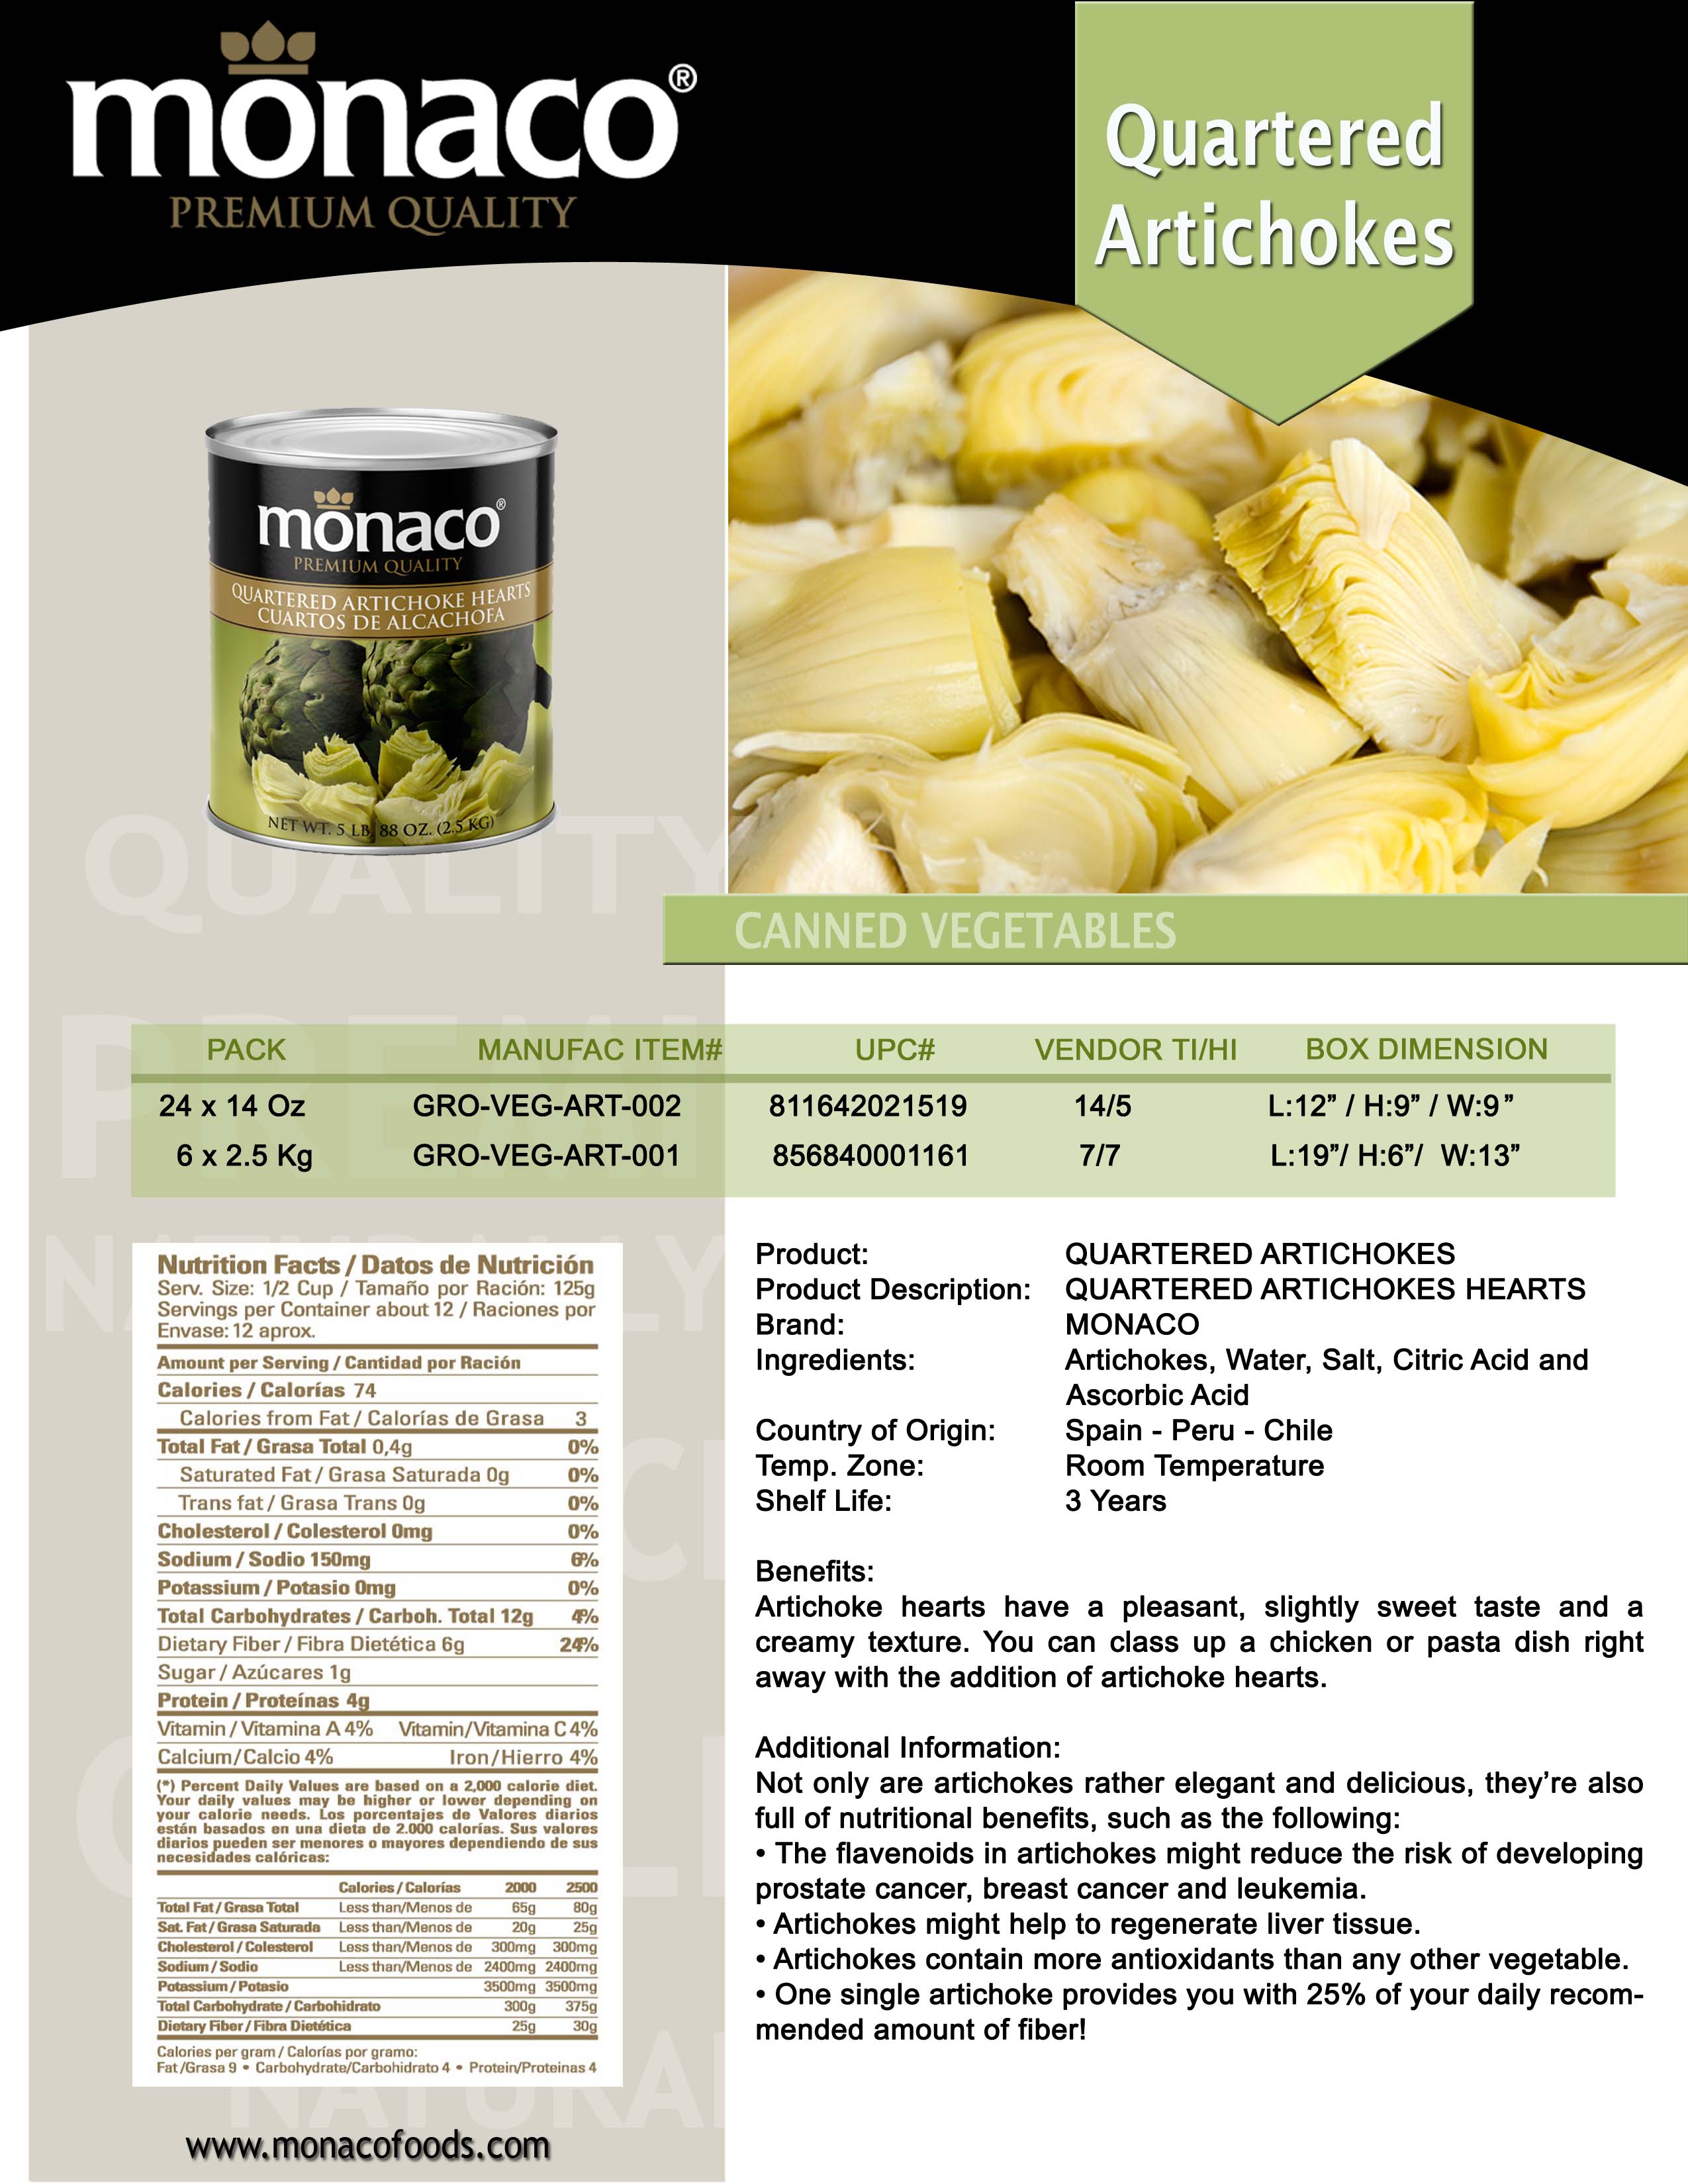 monaco®
PREMIUM QUALITY
Quartered
Artichokes
monaco®
PREMIUM QUALITY
QUARTERED ARTICHOKE HEARTS
CUARTOS DE ALCACHOFA
NET WT. 5 LB, 88 OZ. (2.5 KG)
QUALITY
CANNED VEGETABLES
PREMI
PACK MANUFAC ITEM# UPC# VENDOR TI/HI BOX DIMENSION
24 x 14 Oz GRO-VEG-ART-002 811642021519 14/5 L:12” / H:9” / W:9”
6 x 2.5 Kg GRO-VEG-ART-001 856840001161 7/7 L:19”/ H:6”/ W:13”
Nutrition Facts / Datos de Nutrición
Serv. Size: 1/2 Cup / Tamaño por Ración: 125g
Servings per Container about 12 / Raciones por
Envase: 12 aprox.
Amount per Serving / Cantidad por Ración
Calories / Calorías 74
Calories from Fat / Calorías de Grasa 3
Total Fat / Grasa Total 0,4g 0%
Saturated Fat / Grasa Saturada 0g 0%
Trans fat / Grasa Trans 0g 0%
Cholesterol / Colesterol 0mg 0%
Sodium / Sodio 150mg 6%
Potassium / Potasio 0mg 0%
Total Carbohydrates / Carboh. Total 12g 4%
Dietary Fiber / Fibra Dietética 6g 24%
Sugar / Azúcares 1g
Protein / Proteínas 4g
Vitamin / Vitamina A 4% Vitamin/Vitamina C 4%
Calcium/Calcio 4% Iron/Hierro 4%
(*) Percent Daily Values are based on a 2,000 calorie diet.
Your daily values may be higher or lower depending on
your calorie needs. Los porcentajes de Valores diarios
están basados en una dieta de 2.000 calorías. Sus valores
diarios pueden ser menores o mayores dependiendo de sus
necesidades calóricas:
Calories / Calorías 2000 2500
Total Fat / Grasa Total Less than/Menos de 65g 80g
Sat. Fat / Grasa Saturada Less than/Menos de 20g 25g
Cholesterol / Colesterol Less than/Menos de 300mg 300mg
Sodium / Sodio Less than/Menos de 2400mg 2400mg
Potassium / Potasio 3500mg 3500mg
Total Carbohydrate / Carbohidrato 300g 375g
Dietary Fiber / Fibra Dietética 25g 30g
Calories per gram / Calorías por gramo:
Fat /Grasa 9 • Carbohydrate/Carbohidrato 4 • Protein/Proteinas 4
www.monacofoods.com
Product: QUARTERED ARTICHOKES
Product Description: QUARTERED ARTICHOKES HEARTS
Brand: MONACO
Ingredients: Artichokes, Water, Salt, Citric Acid and
Ascorbic Acid
Country of Origin: Spain - Peru - Chile
Temp. Zone: Room Temperature
Shelf Life: 3 Years
Benefits:
Artichoke hearts have a pleasant, slightly sweet taste and a
creamy texture. You can class up a chicken or pasta dish right
away with the addition of artichoke hearts.
Additional Information:
Not only are artichokes rather elegant and delicious, they’re also
full of nutritional benefits, such as the following:
• The flavenoids in artichokes might reduce the risk of developing
prostate cancer, breast cancer and leukemia.
• Artichokes might help to regenerate liver tissue.
• Artichokes contain more antioxidants than any other vegetable.
• One single artichoke provides you with 25% of your daily recom-
mended amount of fiber!